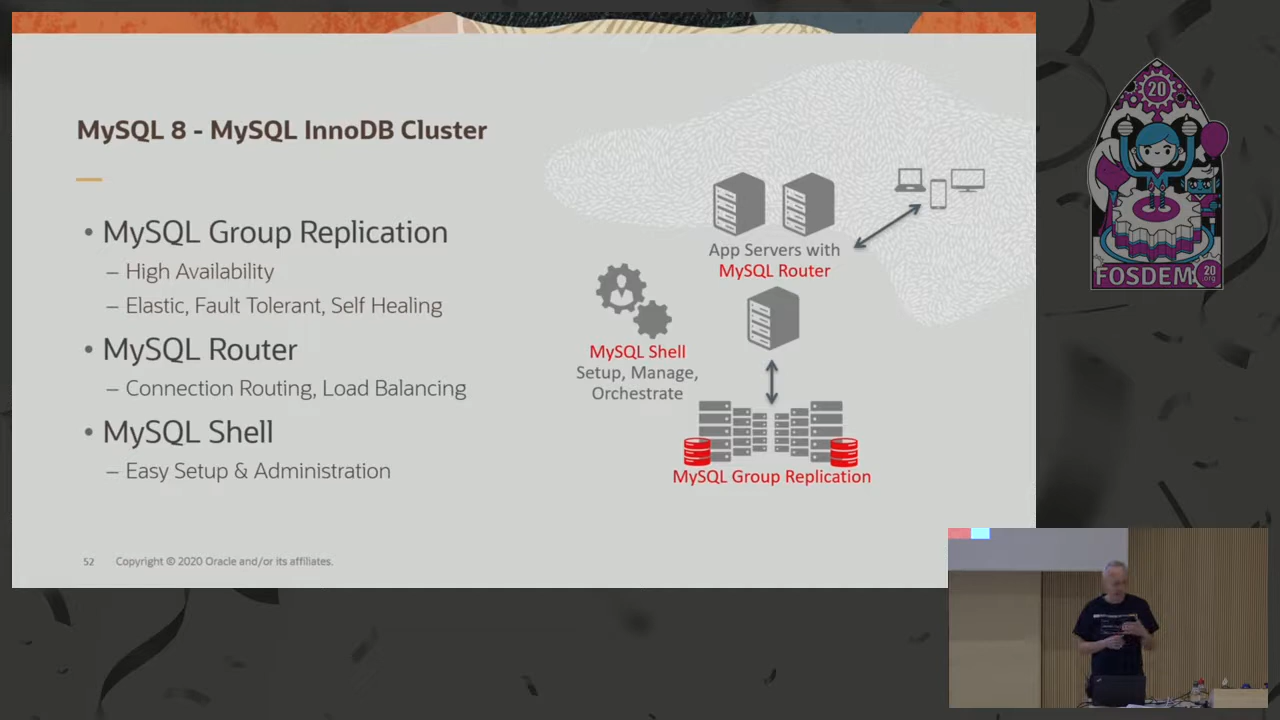 MySQL 8 - MySQL InnoDB Cluster
• MySQL Group Replication
– High Availability
– Elastic, Fault Tolerant, Self Healing
• MySQL Router
– Connection Routing, Load Balancing
• MySQL Shell
– Easy Setup & Administration
App Servers with
MySQL Router
MySQL Shell
Setup, Manage,
Orchestrate
MySQL Group Replication
52 Copyright © 2020 Oracle and/or its affiliates.
20
FOSDEM
20
.org